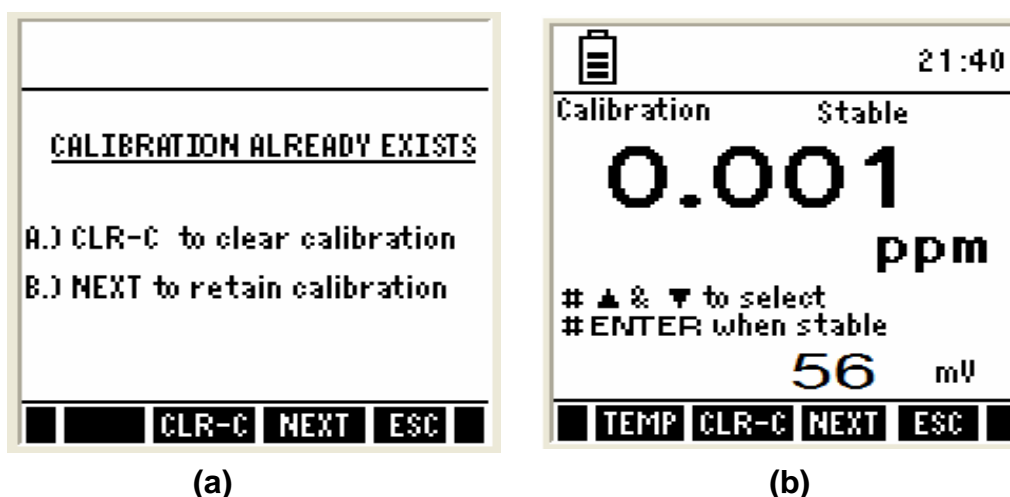 CALIBRATION ALREADY EXISTS
A.) CLR-C to clear calibration
B.) NEXT to retain calibration
CLR-C NEXT ESC
(a)
21:40
Calibration Stable
0.001
ppm
# ▲ & ▼ to select
# ENTER when stable
56 mV
TEMP CLR-C NEXT ESC
(b)